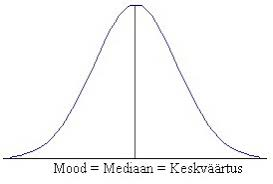 Mood = Mediaan = Keskväärtus